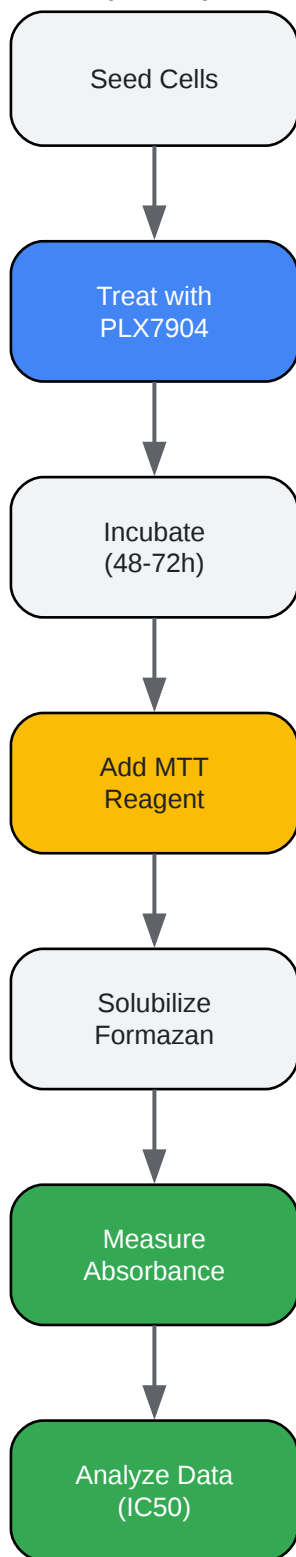 Seed Cells
Treat with
PLX7904
Incubate
(48-72h)
Add MTT
Reagent
Solubilize
Formazan
Measure
Absorbance
Analyze Data
(IC50)